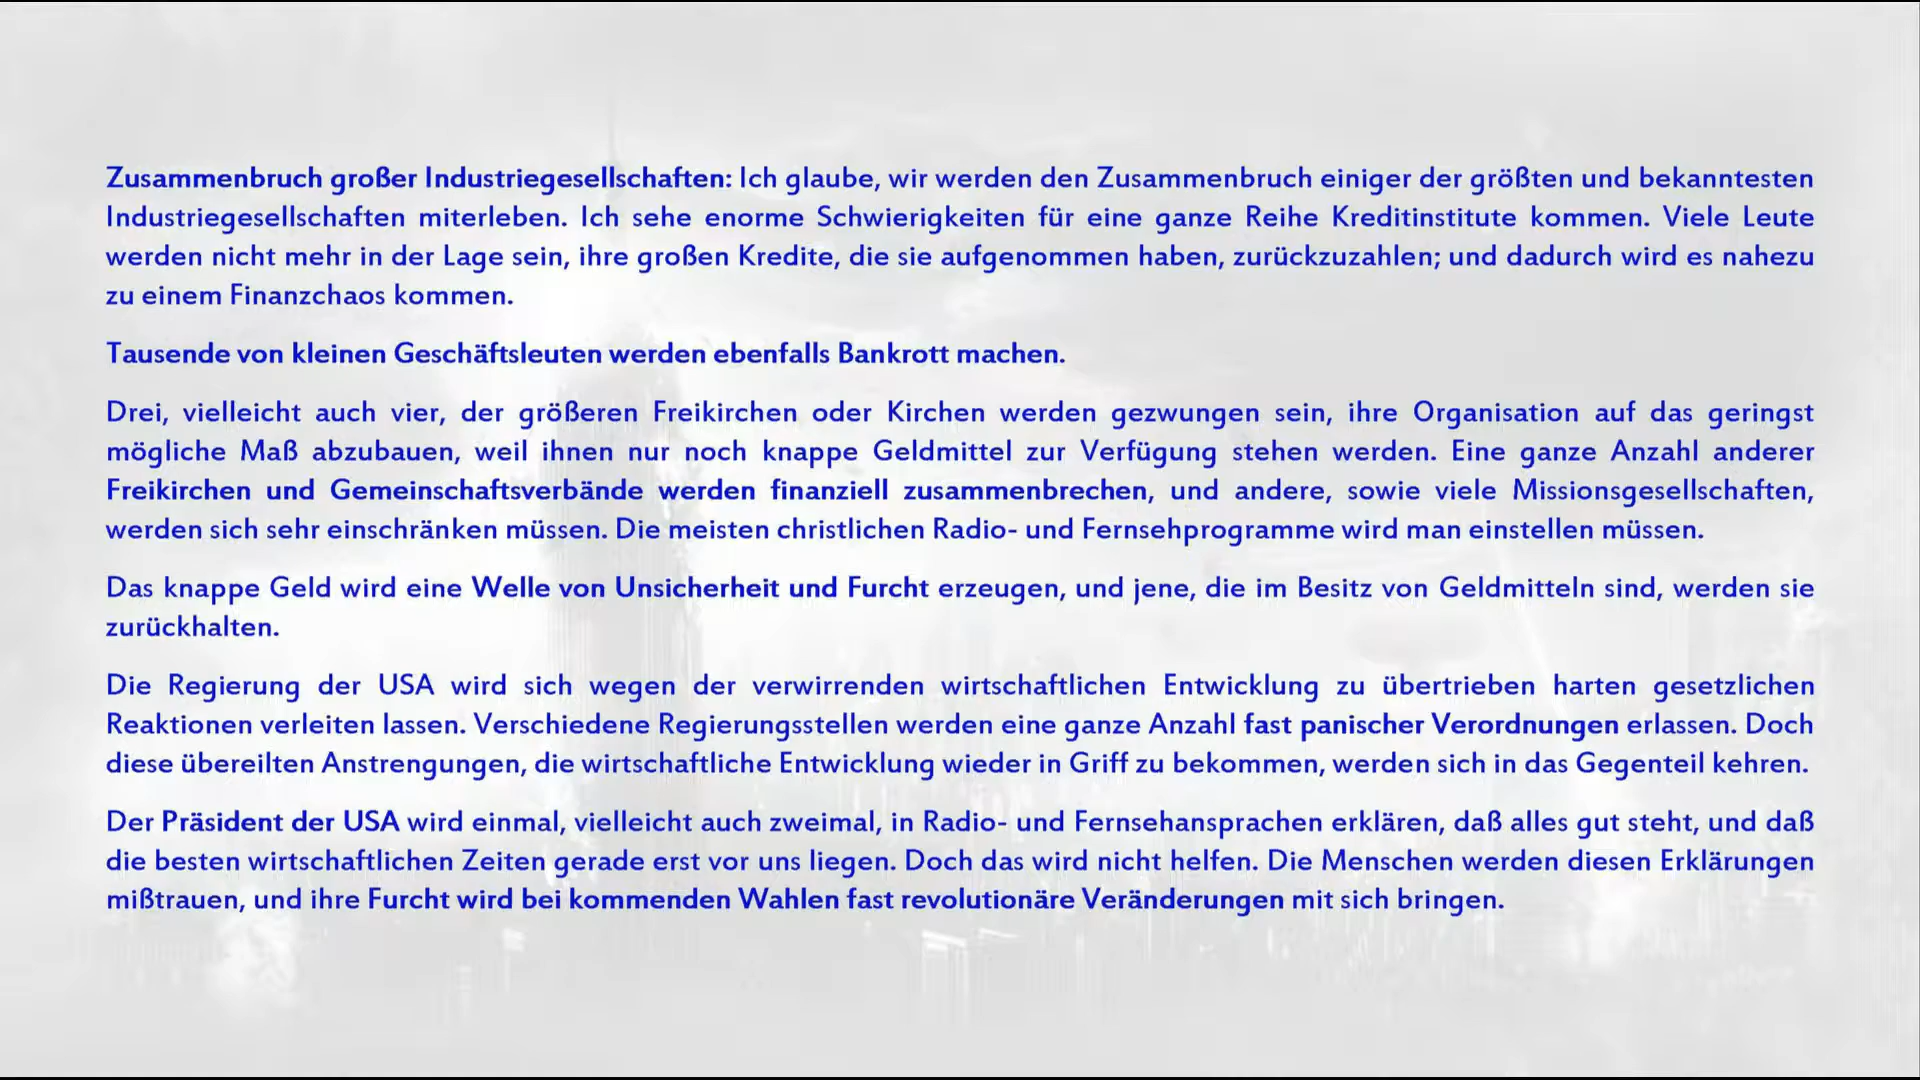 Zusammenbruch großer Industriegesellschaften: Ich glaube, wir werden den Zusammenbruch einiger der größten und bekanntesten
Industriegesellschaften miterleben. Ich sehe enorme Schwierigkeiten für eine ganze Reihe Kreditinstitute kommen. Viele Leute
werden nicht mehr in der Lage sein, ihre großen Kredite, die sie aufgenommen haben, zurückzuzahlen; und dadurch wird es nahezu
zu einem Finanzchaos kommen.
Tausende von kleinen Geschäftsleuten werden ebenfalls Bankrott machen.
Drei, vielleicht auch vier, der größeren Freikirchen oder Kirchen werden gezwungen sein, ihre Organisation auf das geringst
mögliche Maß abzubauen, weil ihnen nur noch knappe Geldmittel zur Verfügung stehen werden. Eine ganze Anzahl anderer
Freikirchen und Gemeinschaftsverbände werden finanziell zusammenbrechen, und andere, sowie viele Missionsgesellschaften,
werden sich sehr einschränken müssen. Die meisten christlichen Radio- und Fernsehprogramme wird man einstellen müssen.
Das knappe Geld wird eine Welle von Unsicherheit und Furcht erzeugen, und jene, die im Besitz von Geldmitteln sind, werden sie
zurückhalten.
Die Regierung der USA wird sich wegen der verwirrenden wirtschaftlichen Entwicklung zu übertrieben harten gesetzlichen
Reaktionen verleiten lassen. Verschiedene Regierungsstellen werden eine ganze Anzahl fast panischer Verordnungen erlassen. Doch
diese übereilten Anstrengungen, die wirtschaftliche Entwicklung wieder in Griff zu bekommen, werden sich in das Gegenteil kehren.
Der Präsident der USA wird einmal, vielleicht auch zweimal, in Radio- und Fernsehansprachen erklären, daß alles gut steht, und daß
die besten wirtschaftlichen Zeiten gerade erst vor uns liegen. Doch das wird nicht helfen. Die Menschen werden diesen Erklärungen
mißtrauen, und ihre Furcht wird bei kommenden Wahlen fast revolutionäre Veränderungen mit sich bringen.